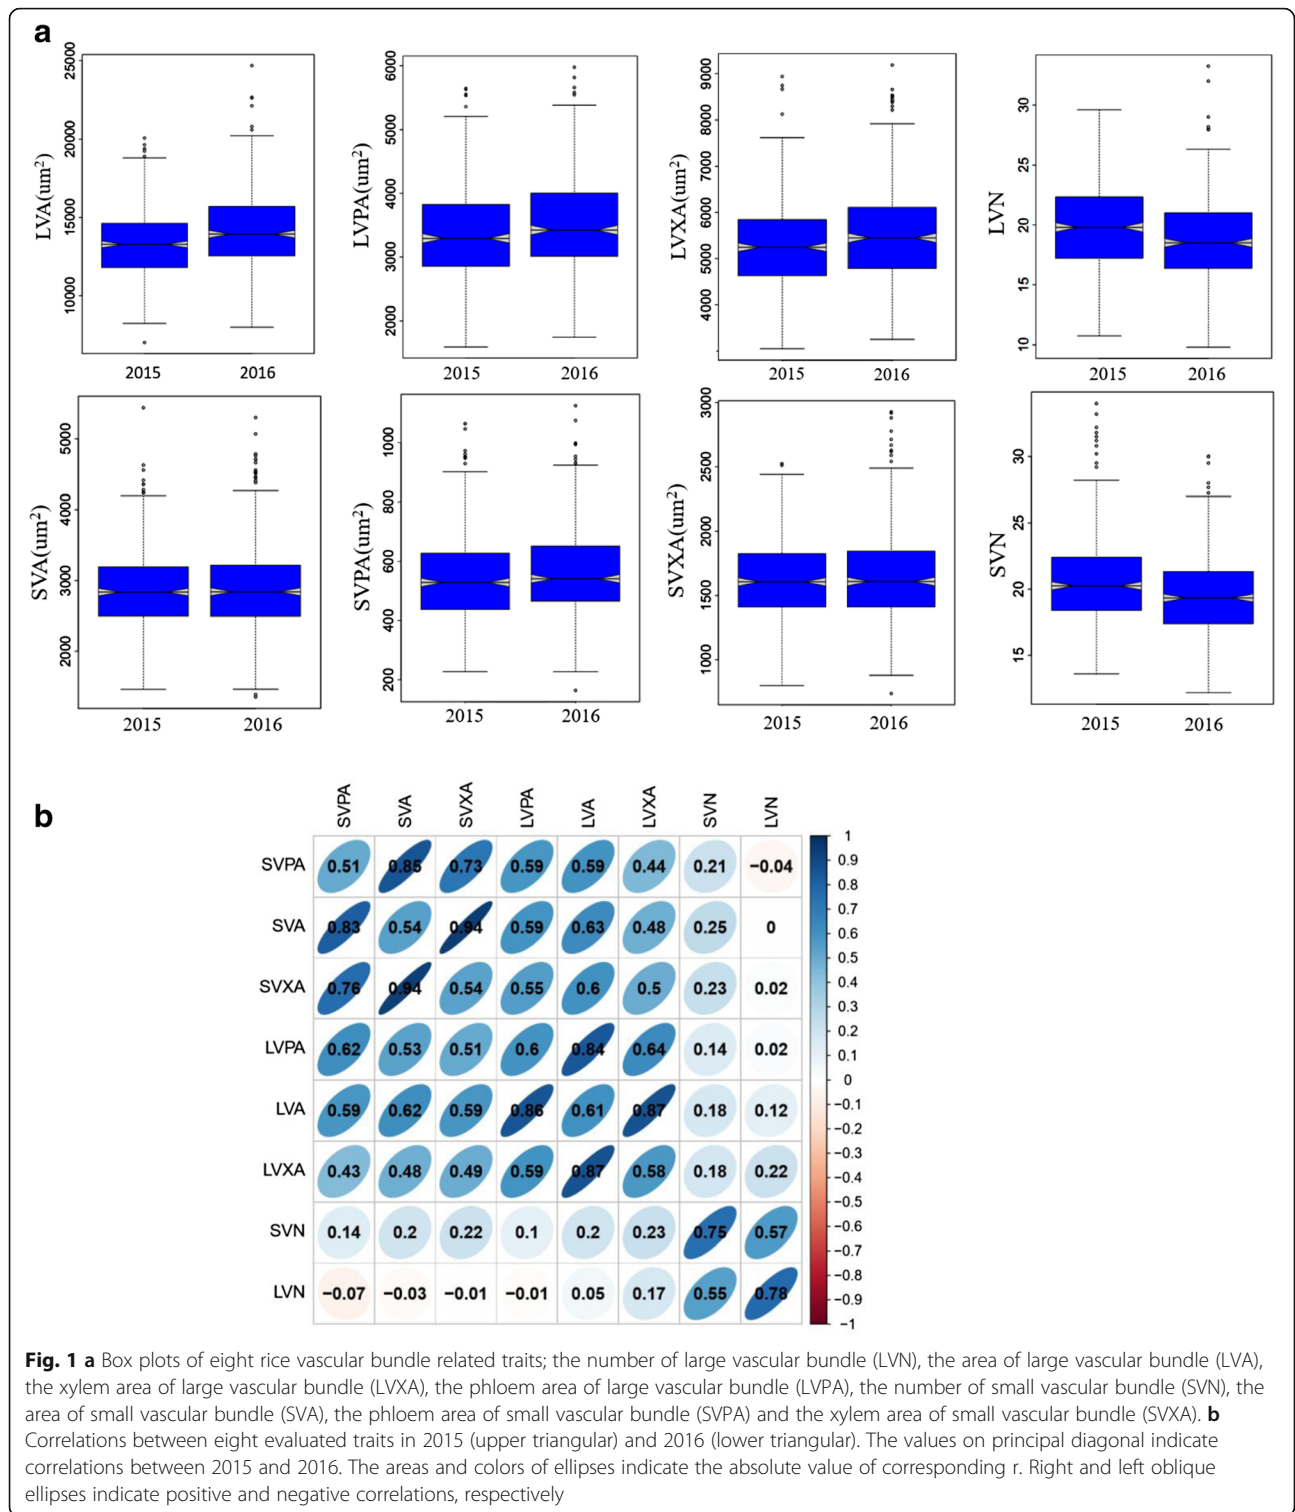 a
LVA(um²)
25000
20000
15000
10000
2015 2016
LVPA(um²)
6000
5000
4000
3000
2000
2015 2016
LVXA(um²)
9000
8000
7000
6000
5000
4000
2015 2016
LVN
30
25
20
15
10
2015 2016
SVA(um²)
5000
4000
3000
2000
2015 2016
SVPA(um²)
1000
800
600
400
200
2015 2016
SVXA(um²)
3000
2500
2000
1500
1000
2015 2016
SVN
30
25
20
15
2015 2016
b
SVPA SVA SVXA LVPA LVA LVXA SVN LVN
SVPA 0.51 0.85 0.73 0.59 0.59 0.44 0.21 −0.04
SVA 0.83 0.54 0.94 0.59 0.63 0.48 0.25 0
SVXA 0.76 0.94 0.54 0.55 0.6 0.5 0.23 0.02
LVPA 0.62 0.53 0.51 0.6 0.84 0.64 0.14 0.02
LVA 0.59 0.62 0.59 0.86 0.61 0.87 0.18 0.12
LVXA 0.43 0.48 0.49 0.59 0.87 0.58 0.18 0.22
SVN 0.14 0.2 0.22 0.1 0.2 0.23 0.75 0.57
LVN −0.07 −0.03 −0.01 −0.01 0.05 0.17 0.55 0.78
1
0.9
0.8
0.7
0.6
0.5
0.4
0.3
0.2
0.1
0
−0.1
−0.2
−0.3
−0.4
−0.5
−0.6
−0.7
−0.8
−0.9
−1
Fig. 1 a Box plots of eight rice vascular bundle related traits; the number of large vascular bundle (LVN), the area of large vascular bundle (LVA),
the xylem area of large vascular bundle (LVXA), the phloem area of large vascular bundle (LVPA), the number of small vascular bundle (SVN), the
area of small vascular bundle (SVA), the phloem area of small vascular bundle (SVPA) and the xylem area of small vascular bundle (SVXA). b
Correlations between eight evaluated traits in 2015 (upper triangular) and 2016 (lower triangular). The values on principal diagonal indicate
correlations between 2015 and 2016. The areas and colors of ellipses indicate the absolute value of corresponding r. Right and left oblique
ellipses indicate positive and negative correlations, respectively